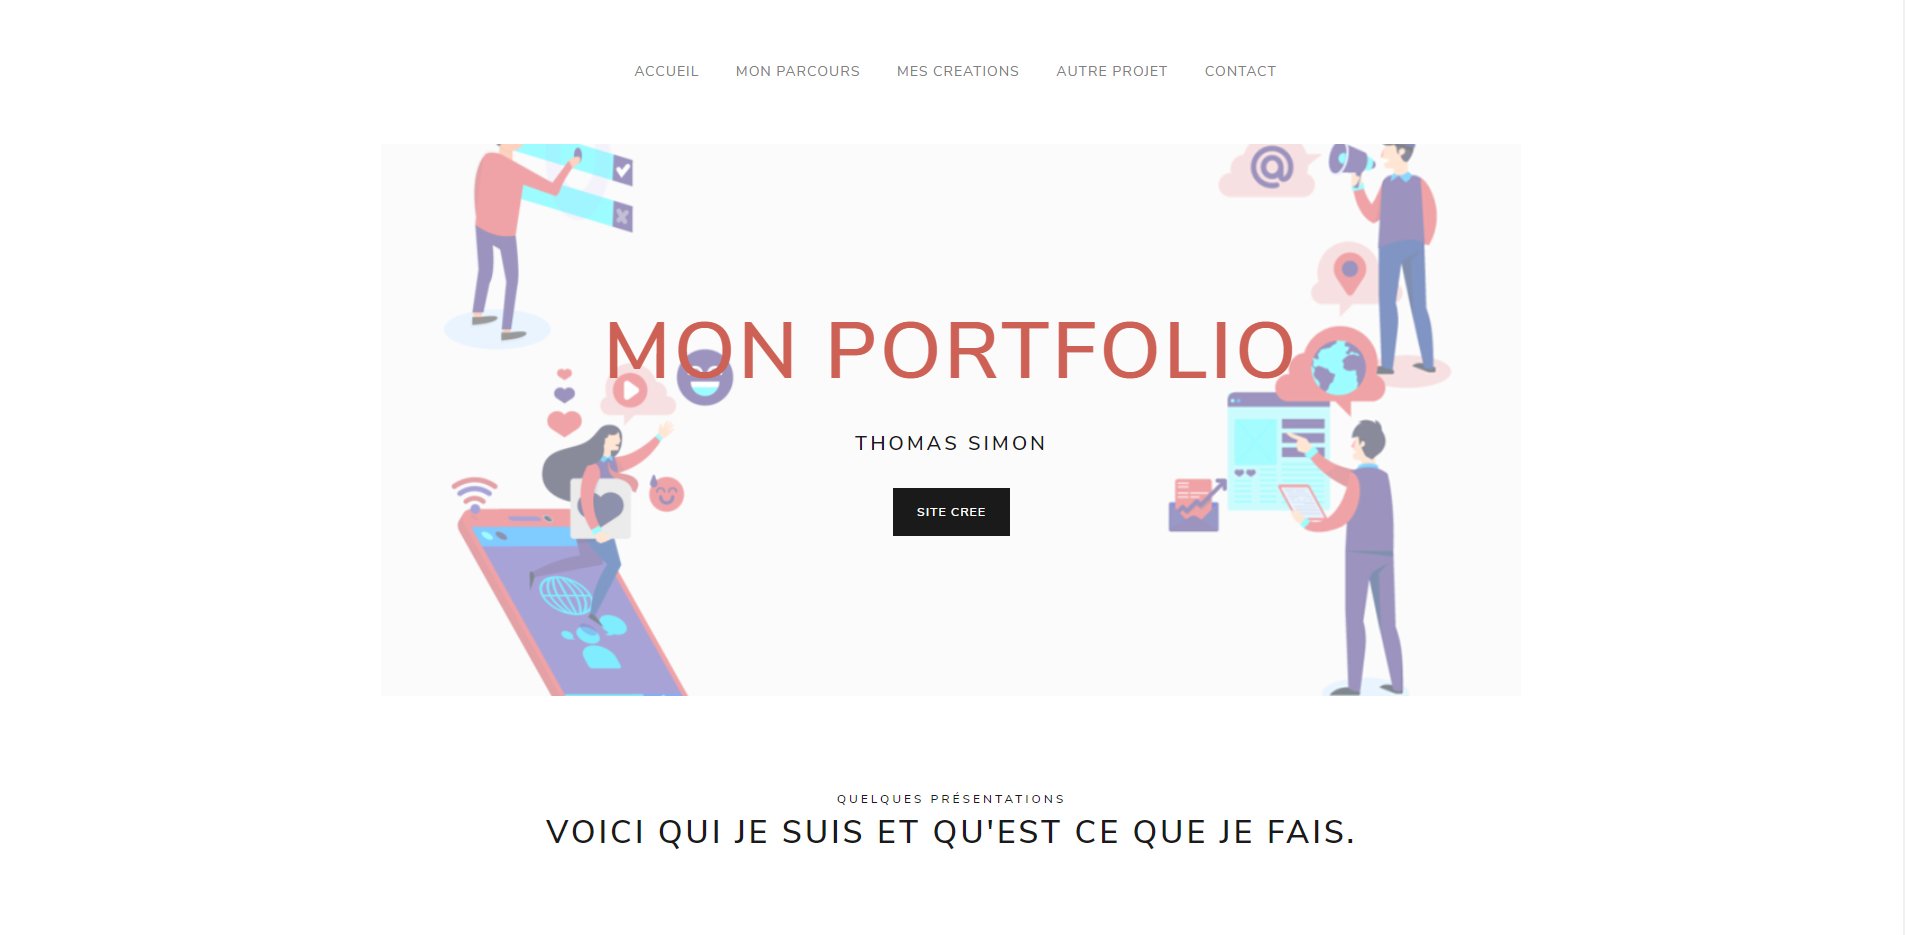 ACCUEIL MON PARCOURS MES CREATIONS AUTRE PROJET CONTACT
MON PORTFOLIO
THOMAS SIMON
SITE CREE
QUELQUES PRÉSENTATIONS
VOICI QUI JE SUIS ET QU'EST CE QUE JE FAIS.